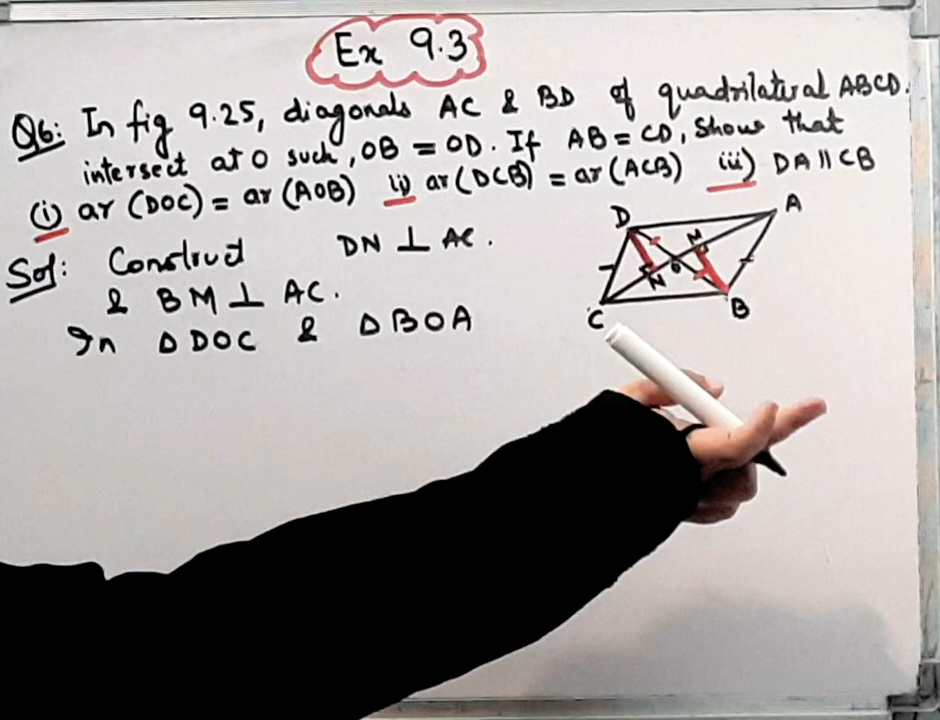 Ex 9.3
Q6: In fig 9.25, diagonals AC & BD of quadrilateral ABCD.
intersect at O such, OB = OD. If AB = CD, Show that
(i) ar (DOC) = ar (AOB) ii) ar (DCB) = ar (ACB) iii) DA || CB
Sol: Construct DN ⊥ AC.
& BM ⊥ AC.
In Δ DOC & Δ BOA
D A
M
O
N
C B